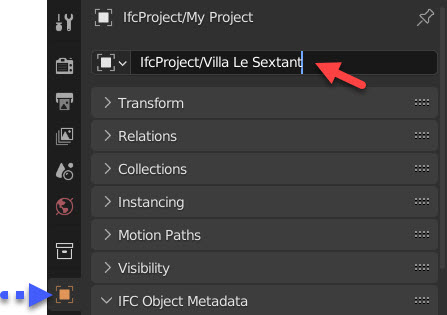 IfcProject/My Project
IfcProject/Villa Le Sextant
Transform
Relations
Collections
Instancing
Motion Paths
Visibility
IFC Object Metadata